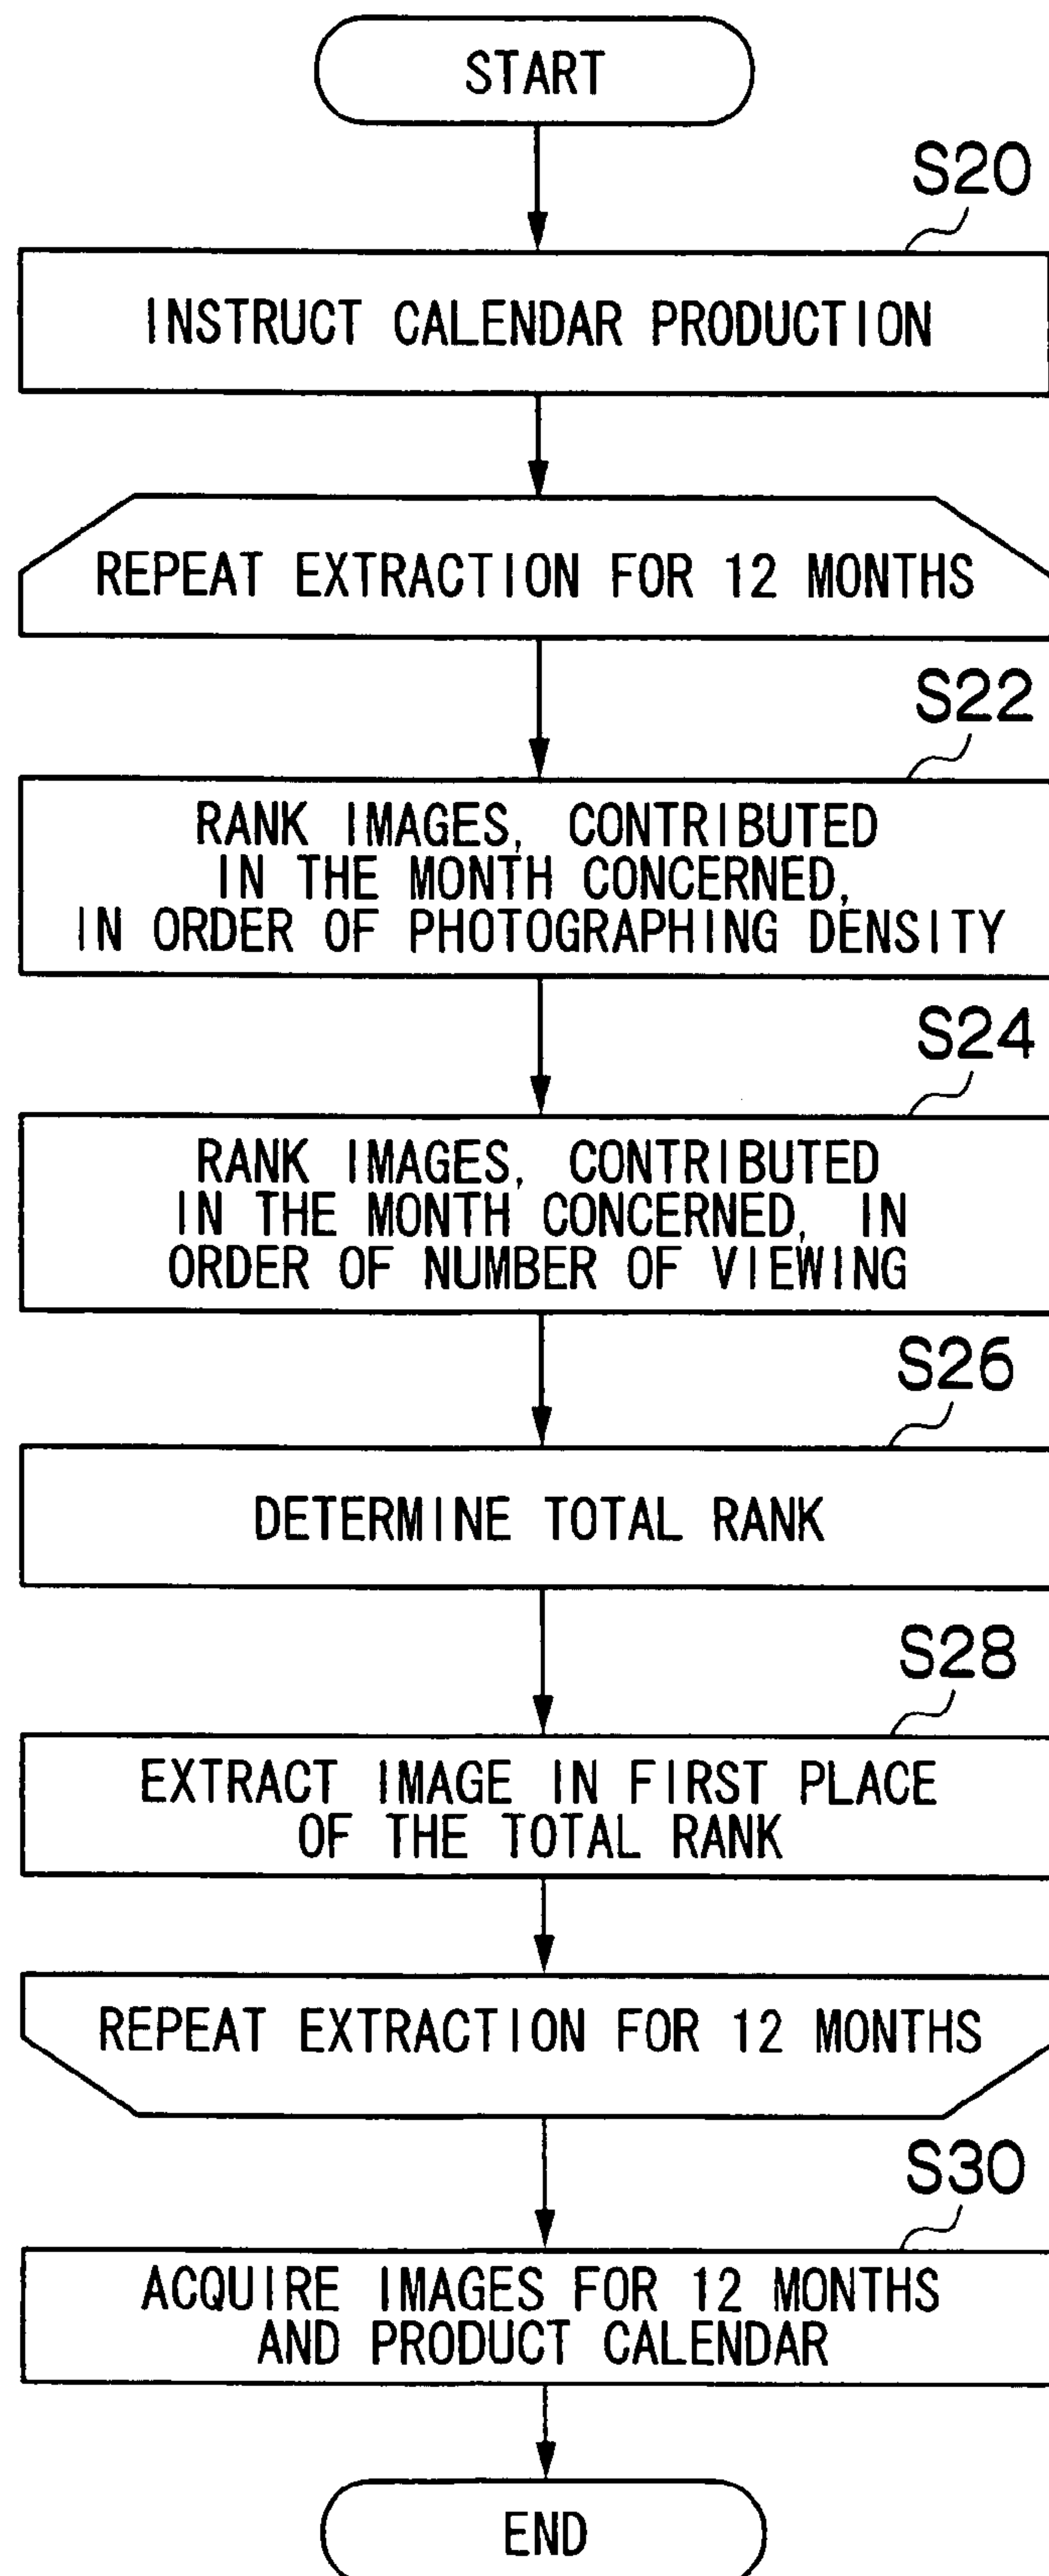 START
S20
INSTRUCT CALENDAR PRODUCTION
REPEAT EXTRACTION FOR 12 MONTHS
S22
RANK IMAGES, CONTRIBUTED
IN THE MONTH CONCERNED,
IN ORDER OF PHOTOGRAPHING DENSITY
S24
RANK IMAGES, CONTRIBUTED
IN THE MONTH CONCERNED, IN
ORDER OF NUMBER OF VIEWING
S26
DETERMINE TOTAL RANK
S28
EXTRACT IMAGE IN FIRST PLACE
OF THE TOTAL RANK
REPEAT EXTRACTION FOR 12 MONTHS
S30
ACQUIRE IMAGES FOR 12 MONTHS
AND PRODUCT CALENDAR
END